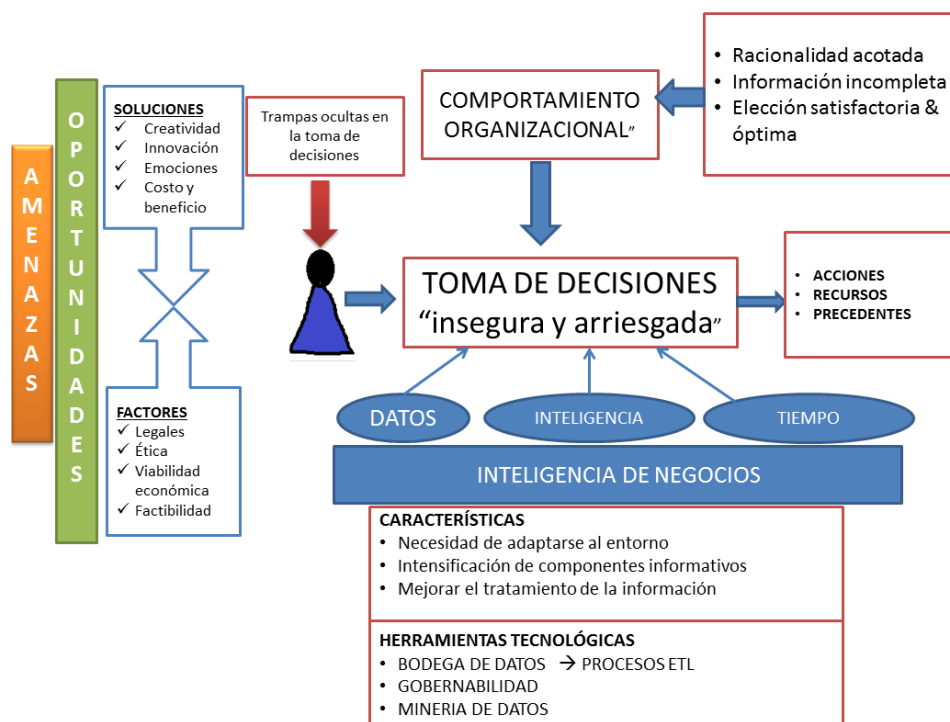 AMENAZAS
OPORTUNIDADES
SOLUCIONES
✓ Creatividad
✓ Innovación
✓ Emociones
✓ Costo y
beneficio
FACTORES
✓ Legales
✓ Ética
✓ Viabilidad
económica
✓ Factibilidad
Trampas ocultas en
la toma de
decisiones
COMPORTAMIENTO
ORGANIZACIONAL”
• Racionalidad acotada
• Información incompleta
• Elección satisfactoria &
óptima
TOMA DE DECISIONES
“insegura y arriesgada”
• ACCIONES
• RECURSOS
• PRECEDENTES
DATOS
INTELIGENCIA
TIEMPO
INTELIGENCIA DE NEGOCIOS
CARACTERÍSTÍCAS
• Necesidad de adaptarse al entorno
• Intensificación de componentes informativos
• Mejorar el tratamiento de la información
HERRAMIENTAS TECNOLÓGICAS
• BODEGA DE DATOS → PROCESOS ETL
• GOBERNABILIDAD
• MINERIA DE DATOS